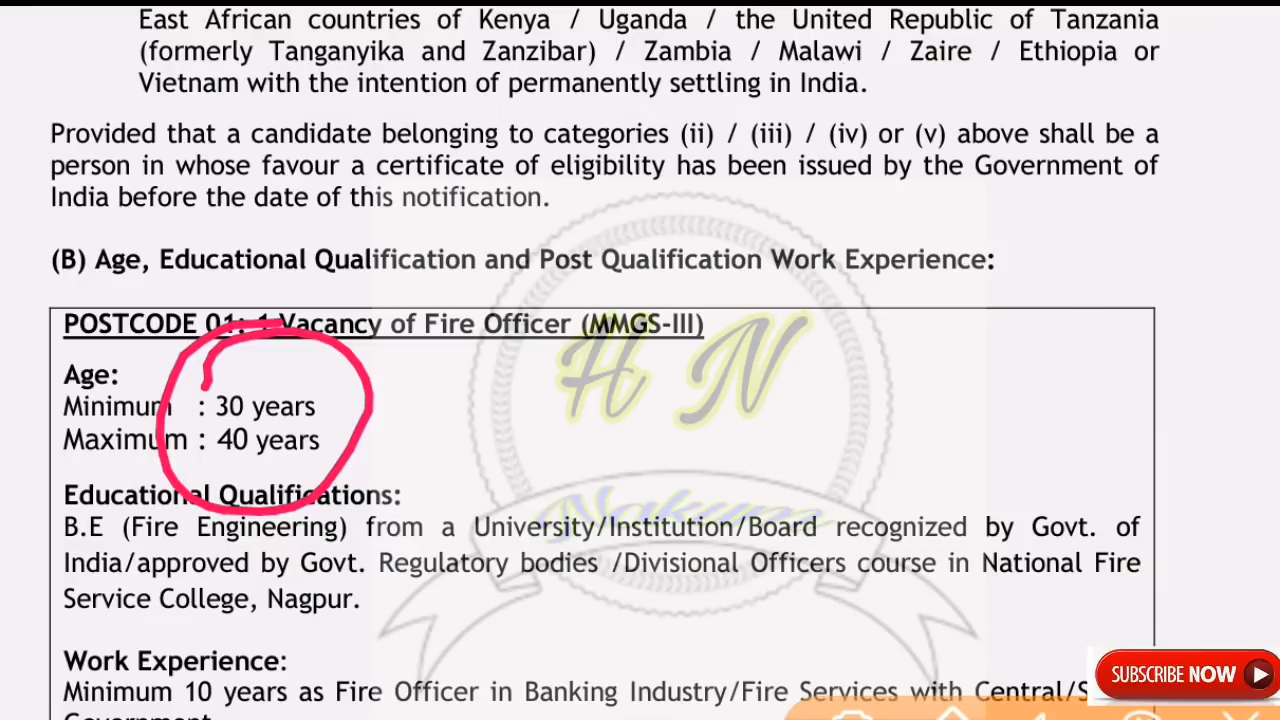 East African countries of Kenya / Uganda / the United Republic of Tanzania
(formerly Tanganyika and Zanzibar) / Zambia / Malawi / Zaire / Ethiopia or
Vietnam with the intention of permanently settling in India.
Provided that a candidate belonging to categories (ii) / (iii) / (iv) or (v) above shall be a
person in whose favour a certificate of eligibility has been issued by the Government of
India before the date of this notification.
(B) Age, Educational Qualification and Post Qualification Work Experience:
POSTCODE 01: 1 Vacancy of Fire Officer (MMGS-III)
Age:
Minimum : 30 years
Maximum : 40 years
H N
Nakum
Educational Qualifications:
B.E (Fire Engineering) from a University/Institution/Board recognized by Govt. of
India/approved by Govt. Regulatory bodies /Divisional Officers course in National Fire
Service College, Nagpur.
Work Experience:
Minimum 10 years as Fire Officer in Banking Industry/Fire Services with Central/S
Government
SUBSCRIBE NOW